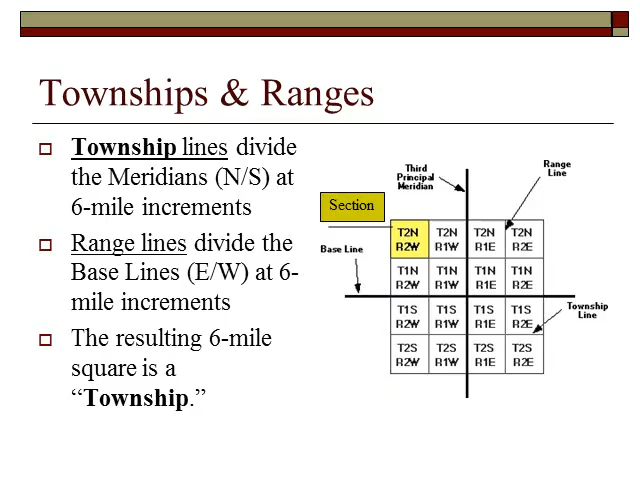 Townships & Ranges
Township lines divide
the Meridians (N/S) at
6-mile increments
Range lines divide the
Base Lines (E/W) at 6-
mile increments
The resulting 6-mile
square is a
“Township.”
Third
Principal
Meridian
Range
Line
Section
Base Line
T2N T2N T2N T2N
R2W R1W R1E R2E
T1N T1N T1N T1N
R2W R1W R1E R2E
T1S T1S T1S T1S
R2W R1W R1E R2E
T2S T2S T2S T2S
R2W R1W R1E R2E
Township
Line